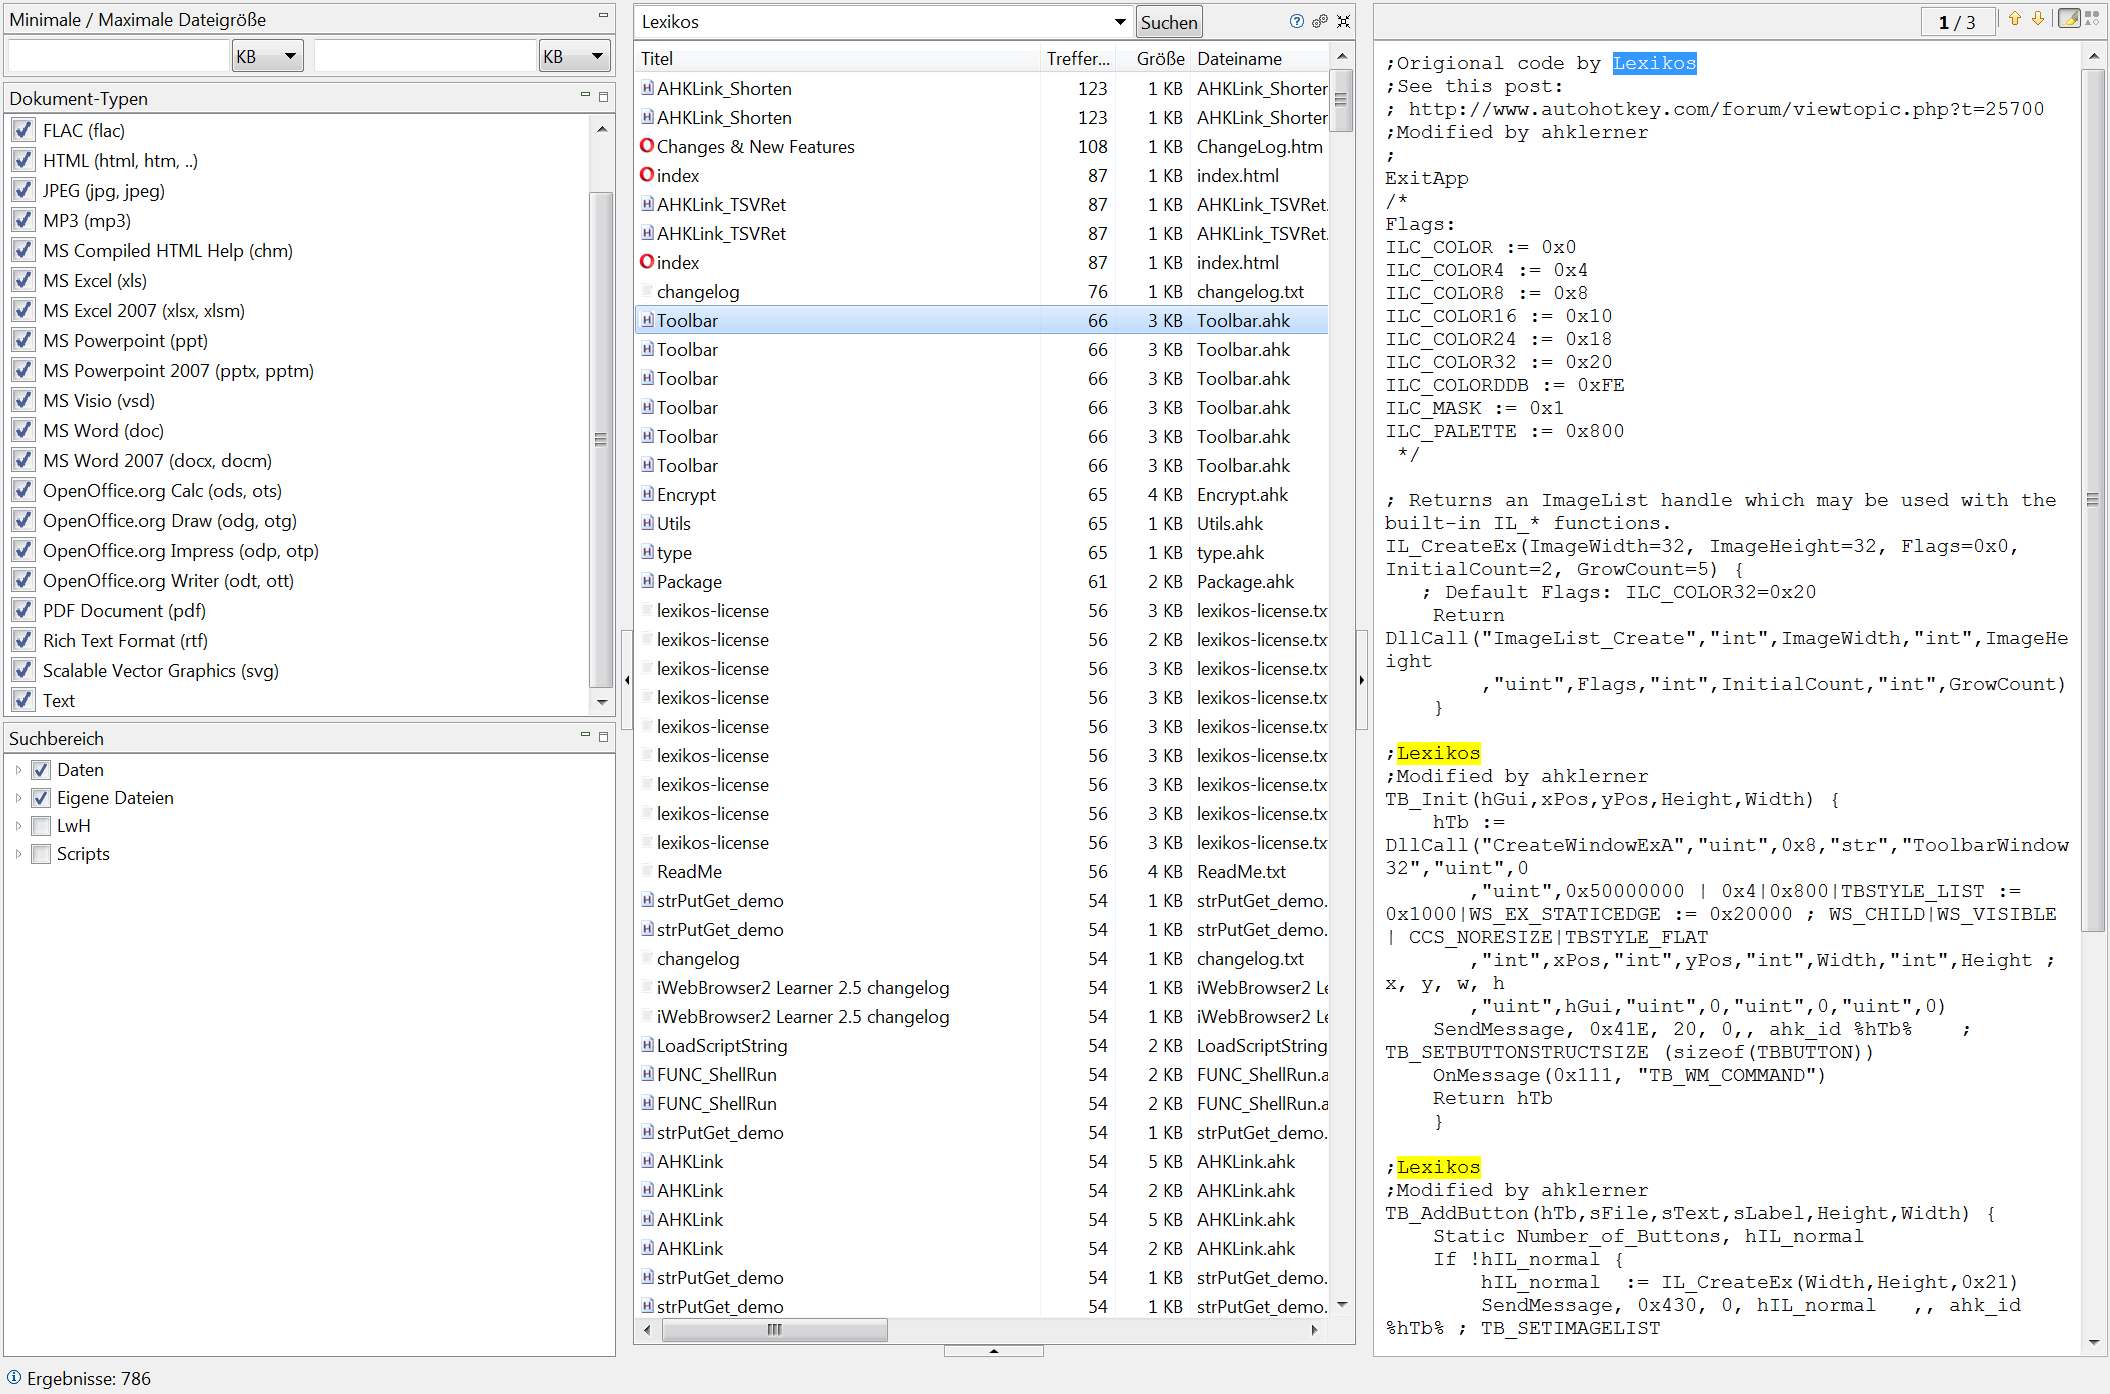 Minimale / Maximale Dateigröße
KB
KB
Dokument-Typen
FLAC (flac)
HTML (html, htm, ..)
JPEG (jpg, jpeg)
MP3 (mp3)
MS Compiled HTML Help (chm)
MS Excel (xls)
MS Excel 2007 (xlsx, xlsm)
MS Powerpoint (ppt)
MS Powerpoint 2007 (pptx, pptm)
MS Visio (vsd)
MS Word (doc)
MS Word 2007 (docx, docm)
OpenOffice.org Calc (ods, ots)
OpenOffice.org Draw (odg, otg)
OpenOffice.org Impress (odp, otp)
OpenOffice.org Writer (odt, ott)
PDF Document (pdf)
Rich Text Format (rtf)
Scalable Vector Graphics (svg)
Text
Suchbereich
Daten
Eigene Dateien
LwH
Scripts
Ergebnisse: 786
Lexikos
Suchen
Titel Treffer... Größe Dateiname
AHKLink_Shorten 123 1 KB AHKLink_Shorten
AHKLink_Shorten 123 1 KB AHKLink_Shorten
Changes & New Features 108 1 KB ChangeLog.htm
index 87 1 KB index.html
AHKLink_TSVRet 87 1 KB AHKLink_TSVRet.
AHKLink_TSVRet 87 1 KB AHKLink_TSVRet.
index 87 1 KB index.html
changelog 76 1 KB changelog.txt
Toolbar 66 3 KB Toolbar.ahk
Toolbar 66 3 KB Toolbar.ahk
Toolbar 66 3 KB Toolbar.ahk
Toolbar 66 3 KB Toolbar.ahk
Toolbar 66 3 KB Toolbar.ahk
Toolbar 66 3 KB Toolbar.ahk
Encrypt 65 4 KB Encrypt.ahk
Utils 65 1 KB Utils.ahk
type 65 1 KB type.ahk
Package 61 2 KB Package.ahk
lexikos-license 56 3 KB lexikos-license.tx
lexikos-license 56 2 KB lexikos-license.tx
lexikos-license 56 3 KB lexikos-license.tx
lexikos-license 56 3 KB lexikos-license.tx
lexikos-license 56 3 KB lexikos-license.tx
lexikos-license 56 3 KB lexikos-license.tx
lexikos-license 56 3 KB lexikos-license.tx
lexikos-license 56 3 KB lexikos-license.tx
lexikos-license 56 3 KB lexikos-license.tx
ReadMe 56 4 KB ReadMe.txt
strPutGet_demo 54 1 KB strPutGet_demo.
strPutGet_demo 54 1 KB strPutGet_demo.
changelog 54 1 KB changelog.txt
iWebBrowser2 Learner 2.5 changelog 54 1 KB iWebBrowser2 Le
iWebBrowser2 Learner 2.5 changelog 54 1 KB iWebBrowser2 Le
LoadScriptString 54 2 KB LoadScriptString
FUNC_ShellRun 54 2 KB FUNC_ShellRun.a
FUNC_ShellRun 54 2 KB FUNC_ShellRun.a
strPutGet_demo 54 1 KB strPutGet_demo.
AHKLink 54 5 KB AHKLink.ahk
AHKLink 54 2 KB AHKLink.ahk
AHKLink 54 5 KB AHKLink.ahk
AHKLink 54 2 KB AHKLink.ahk
strPutGet_demo 54 1 KB strPutGet_demo.
strPutGet_demo 54 1 KB strPutGet_demo.
1 / 3
;Origional code by Lexikos
;See this post:
; http://www.autohotkey.com/forum/viewtopic.php?t=25700
;Modified by ahklerner
;
ExitApp
/*
Flags:
ILC_COLOR := 0x0
ILC_COLOR4 := 0x4
ILC_COLOR8 := 0x8
ILC_COLOR16 := 0x10
ILC_COLOR24 := 0x18
ILC_COLOR32 := 0x20
ILC_COLORDDB := 0xFE
ILC_MASK := 0x1
ILC_PALETTE := 0x800
*/
; Returns an ImageList handle which may be used with the
built-in IL_* functions.
IL_CreateEx(ImageWidth=32, ImageHeight=32, Flags=0x0,
InitialCount=2, GrowCount=5) {
; Default Flags: ILC_COLOR32=0x20
Return
DllCall("ImageList_Create","int",ImageWidth,"int",ImageHe
ight
,"uint",Flags,"int",InitialCount,"int",GrowCount)
}
;Lexikos
;Modified by ahklerner
TB_Init(hGui,xPos,yPos,Height,Width) {
hTb :=
DllCall("CreateWindowExA","uint",0x8,"str","ToolbarWindow
32","uint",0
,"uint",0x50000000 | 0x4|0x800|TBSTYLE_LIST :=
0x1000|WS_EX_STATICEDGE := 0x20000 ; WS_CHILD|WS_VISIBLE
| CCS_NORESIZE|TBSTYLE_FLAT
,"int",xPos,"int",yPos,"int",Width,"int",Height ;
x, y, w, h
,"uint",hGui,"uint",0,"uint",0,"uint",0)
SendMessage, 0x41E, 20, 0,, ahk_id %hTb% ;
TB_SETBUTTONSTRUCTSIZE (sizeof(TBBUTTON))
OnMessage(0x111, "TB_WM_COMMAND")
Return hTb
}
;Lexikos
;Modified by ahklerner
TB_AddButton(hTb,sFile,sText,sLabel,Height,Width) {
Static Number_of_Buttons, hIL_normal
If !hIL_normal {
hIL_normal := IL_CreateEx(Width,Height,0x21)
SendMessage, 0x430, 0, hIL_normal ,, ahk_id
%hTb% ; TB_SETIMAGELIST